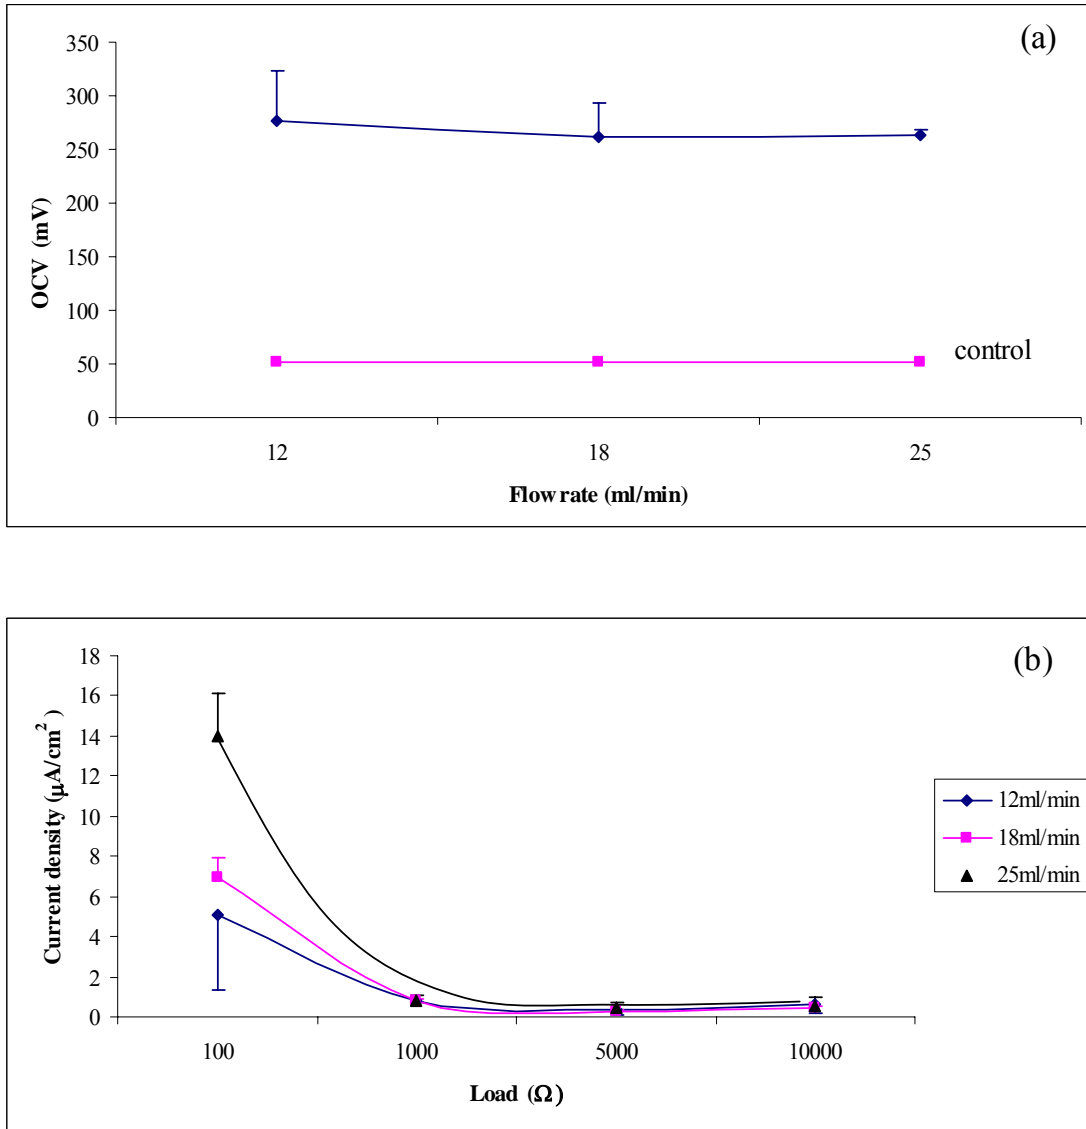 (a)
350
300
250
200
150
100
50
0
OCV (mV)
control
12 18 25
Flow rate (ml/min)
(b)
18
16
14
12
10
8
6
4
2
0
Current density (µA/cm²)
12ml/min
18ml/min
25ml/min
100 1000 5000 10000
Load (Ω)